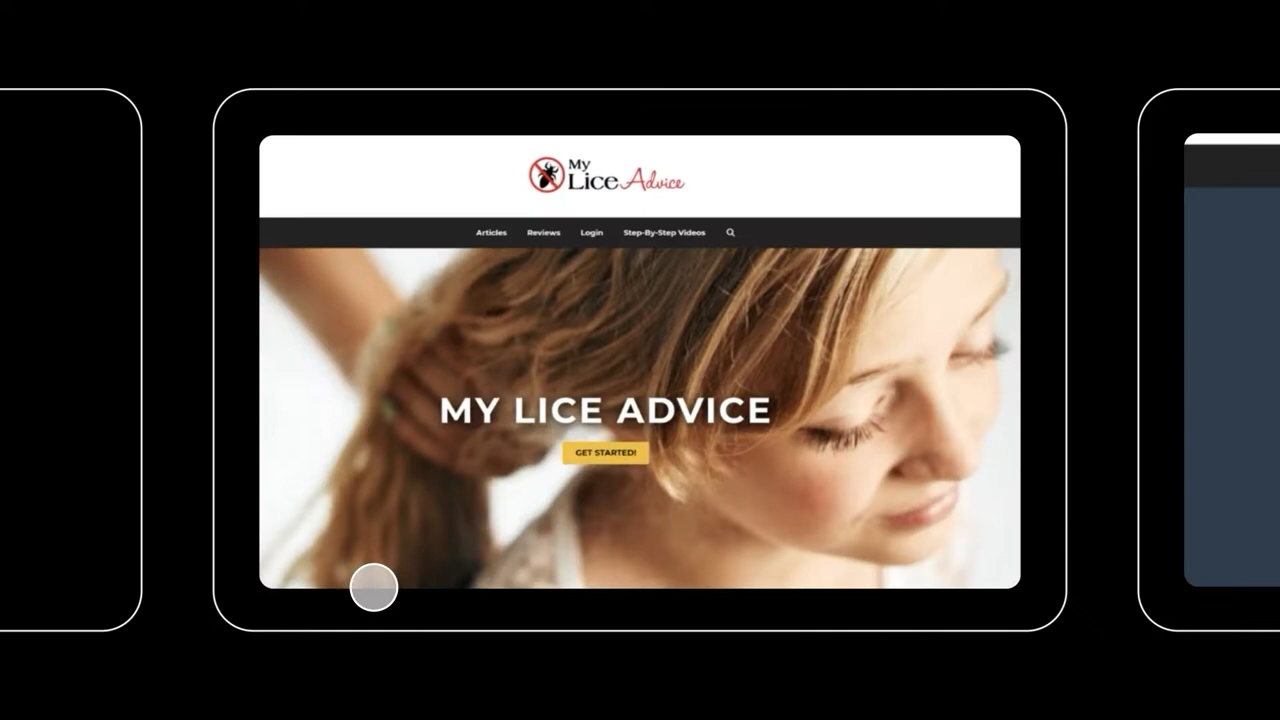 My
Lice Advice
Articles Reviews Login Step-By-Step Videos
MY LICE ADVICE
GET STARTED!